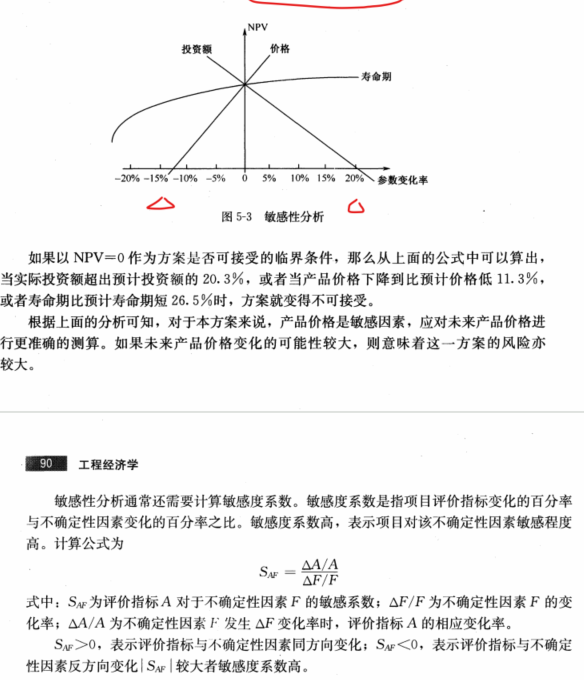 NPV
投资额
价格
寿命期
-20% -15% -10% -5% 0 5% 10% 15% 20% 参数变化率
图 5-3 敏感性分析
如果以 NPV=0 作为方案是否可接受的临界条件，那么从上面的公式中可以算出，
当实际投资额超出预计投资额的 20.3%，或者当产品价格下降到比预计价格低 11.3%，
或者寿命期比预计寿命期短 26.5%时，方案就变得不可接受。
根据上面的分析可知，对于本方案来说，产品价格是敏感因素，应对未来产品价格进
行更准确的测算。如果未来产品价格变化的可能性较大，则意味着这一方案的风险亦
较大。
90 工程经济学
敏感性分析通常还需要计算敏感度系数。敏感度系数是指项目评价指标变化的百分率
与不确定性因素变化的百分率之比。敏感度系数高，表示项目对该不确定性因素敏感程度
高。计算公式为
S_AF = (ΔA/A)/(ΔF/F)
式中：S_AF 为评价指标 A 对于不确定性因素 F 的敏感系数；ΔF/F 为不确定性因素 F 的变
化率；ΔA/A 为不确定性因素 F 发生 ΔF 变化率时，评价指标 A 的相应变化率。
S_AF＞0，表示评价指标与不确定性因素同方向变化；S_AF＜0，表示评价指标与不确定
性因素反方向变化|S_AF|较大者敏感度系数高。